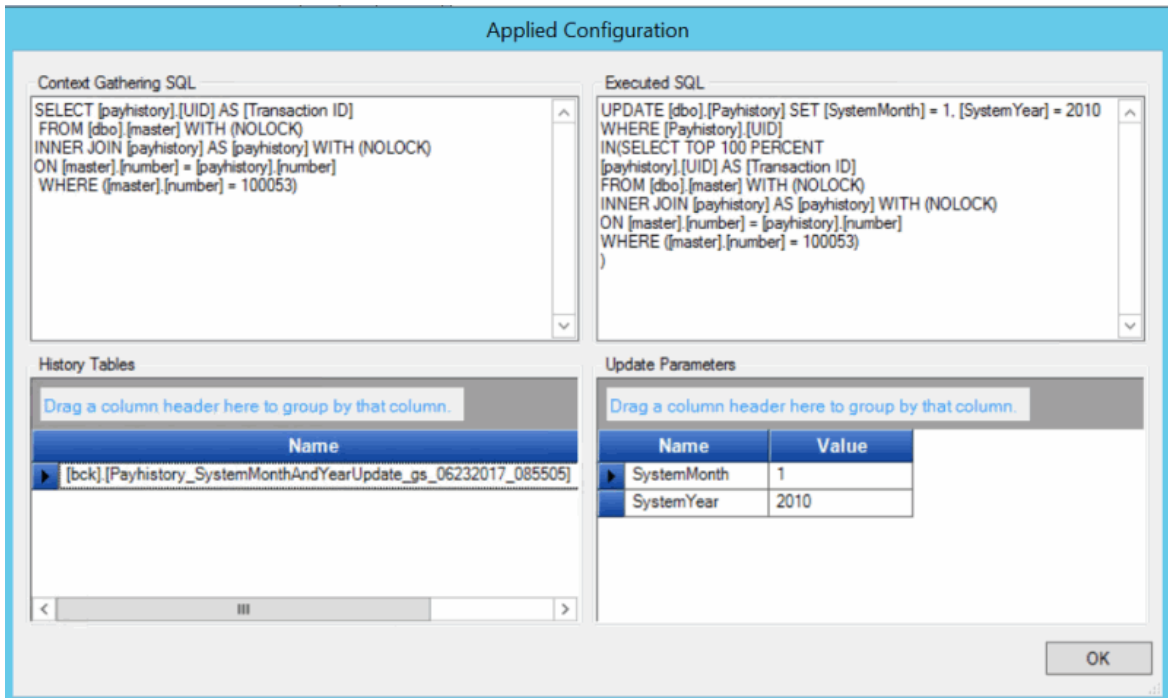 Applied Configuration
Context Gathering SQL
SELECT [payhistory].[UID] AS [Transaction ID]
FROM [dbo].[master] WITH (NOLOCK)
INNER JOIN [payhistory] AS [payhistory] WITH (NOLOCK)
ON [master].[number] = [payhistory].[number]
WHERE ([master].[number] = 100053)
Executed SQL
UPDATE [dbo].[Payhistory] SET [SystemMonth] = 1, [SystemYear] = 2010
WHERE [Payhistory].[UID]
IN(SELECT TOP 100 PERCENT
[payhistory].[UID] AS [Transaction ID]
FROM [dbo].[master] WITH (NOLOCK)
INNER JOIN [payhistory] AS [payhistory] WITH (NOLOCK)
ON [master].[number] = [payhistory].[number]
WHERE ([master].[number] = 100053)
)
History Tables
Drag a column header here to group by that column.
Name
[bck].[Payhistory_SystemMonthAndYearUpdate_gs_06232017_085505]
Update Parameters
Drag a column header here to group by that column.
Name Value
SystemMonth 1
SystemYear 2010
OK